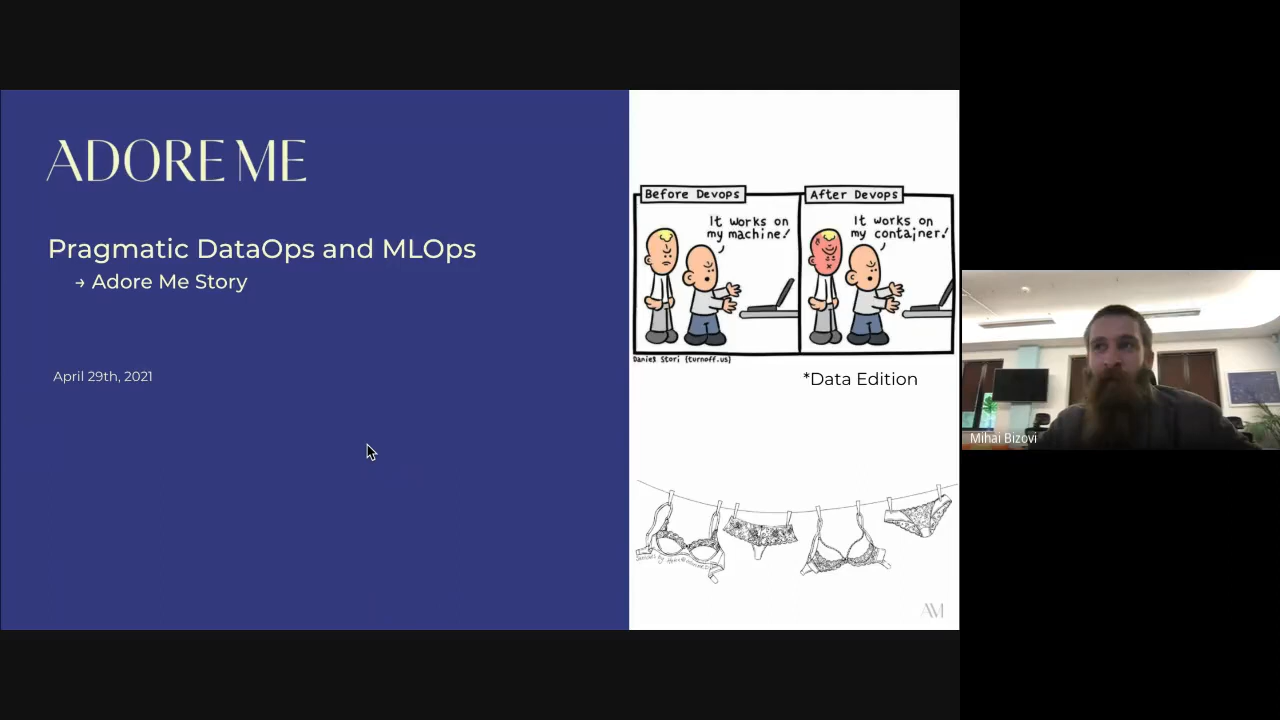 ADORE ME
Pragmatic DataOps and MLOps
→ Adore Me Story
April 29th, 2021
Before Devops
It works on
my machine!
After Devops
It works on
my container!
Daniel Stori {turnoff.us}
*Data Edition
AM
Mihai Bizovi